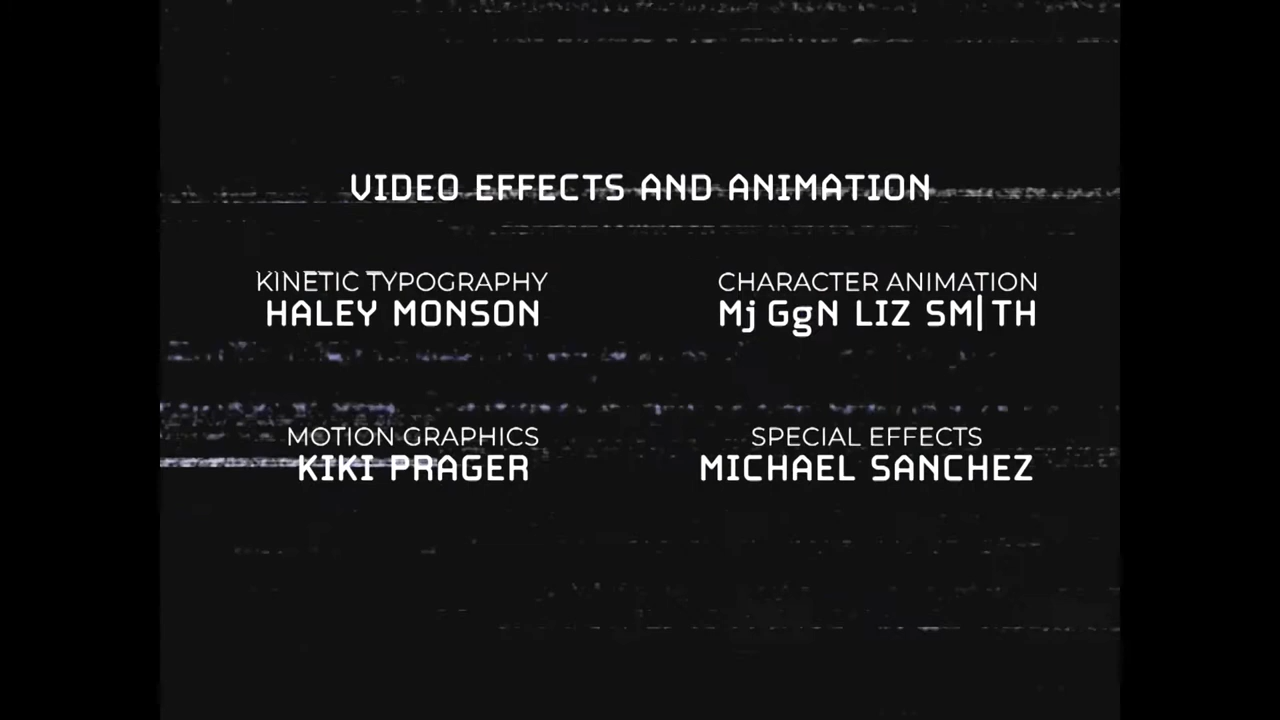 VIDEO EFFECTS AND ANIMATION
KINETIC TYPOGRAPHY
HALEY MONSON
CHARACTER ANIMATION
Mj GgN LIZ SM|TH
MOTION GRAPHICS
KIKI PRAGER
SPECIAL EFFECTS
MICHAEL SANCHEZ